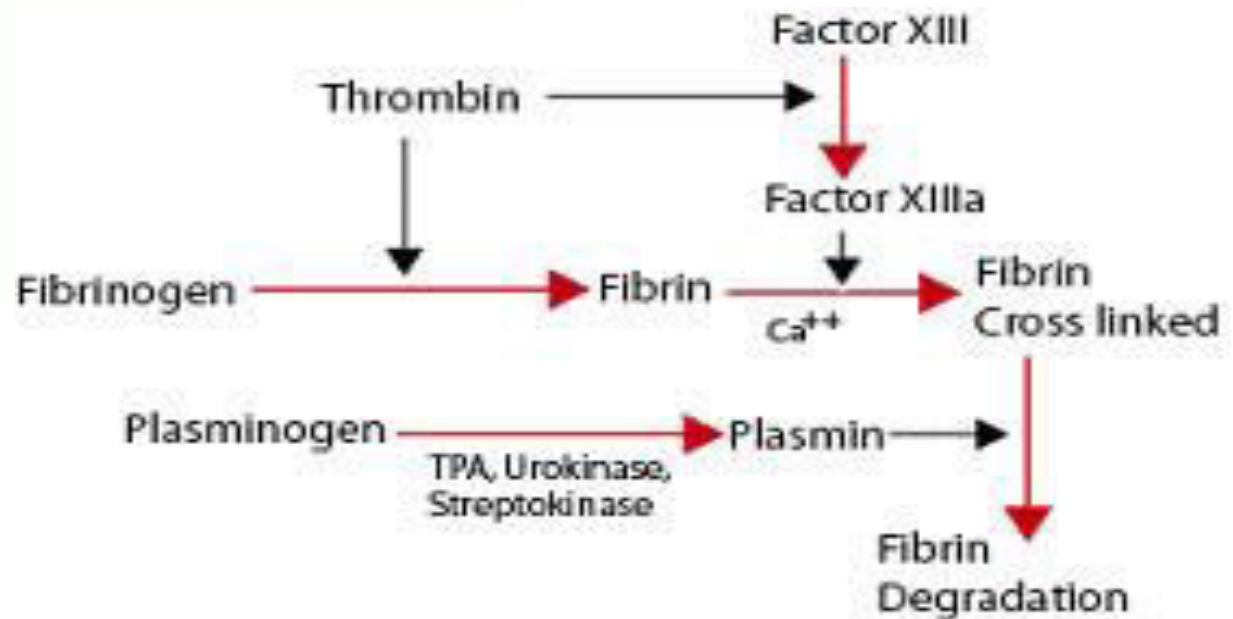 Factor XIII
Thrombin
Factor XIIIa
Fibrinogen
Fibrin
Fibrin
Cross linked
Ca++
Plasminogen
Plasmin
TPA, Urokinase,
Streptokinase
Fibrin
Degradation